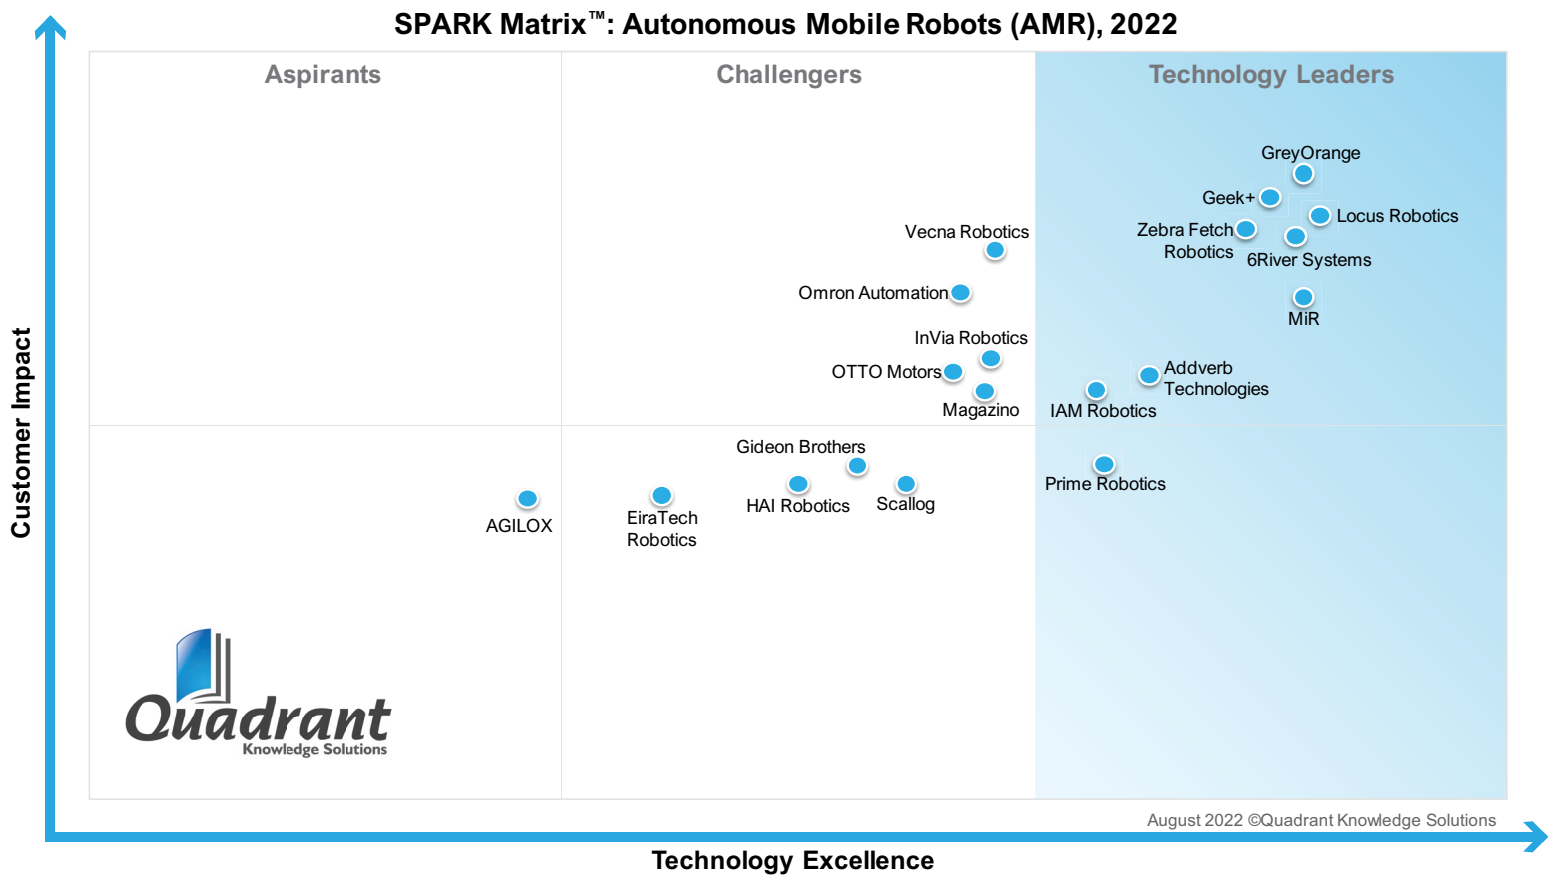 SPARK Matrix™: Autonomous Mobile Robots (AMR), 2022
Aspirants
Challengers
Technology Leaders
GreyOrange
Geek+
Locus Robotics
Zebra Fetch
Robotics
6River Systems
MiR
Vecna Robotics
Omron Automation
InVia Robotics
OTTO Motors
Magazino
Addverb
Technologies
IAM Robotics
Gideon Brothers
HAI Robotics
Scallog
Prime Robotics
AGILOX
EiraTech
Robotics
Customer Impact
Quadrant
Knowledge Solutions
August 2022 ©Quadrant Knowledge Solutions
Technology Excellence